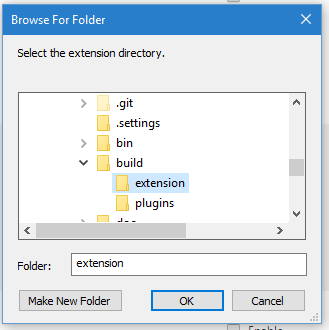 Browse For Folder
Select the extension directory.
.git
.settings
bin
build
extension
plugins
Folder:
extension
Make New Folder
OK
Cancel
Enable